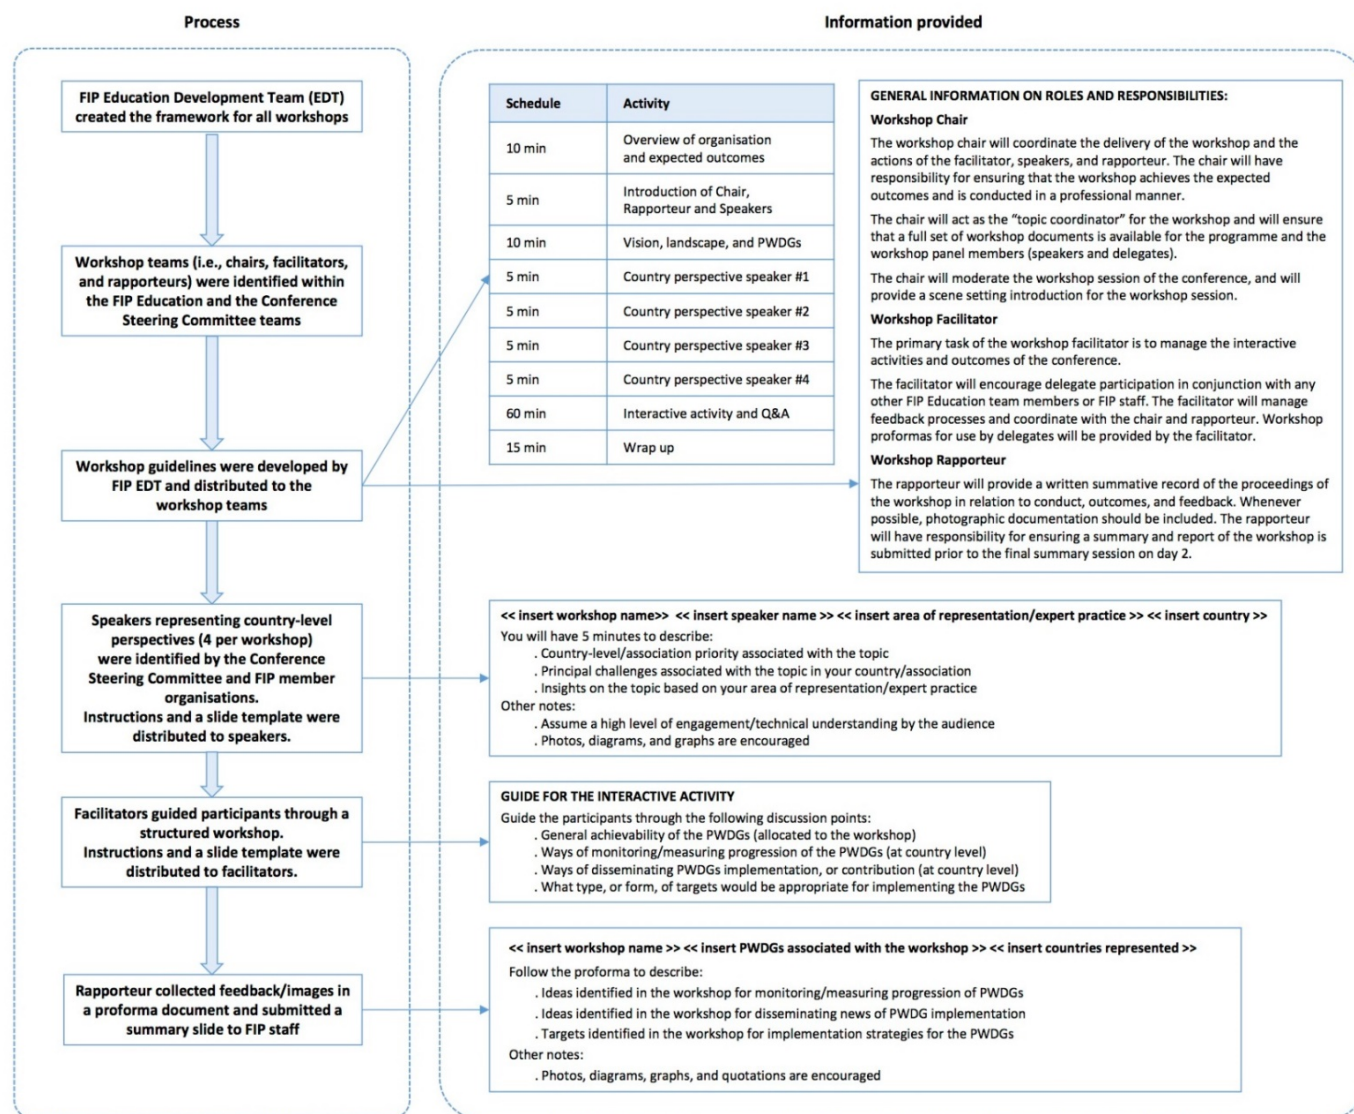 Process
FIP Education Development Team (EDT)
created the framework for all workshops
Workshop teams (i.e., chairs, facilitators,
and rapporteurs) were identified within
the FIP Education and the Conference
Steering Committee teams
Workshop guidelines were developed by
FIP EDT and distributed to the
workshop teams
Speakers representing country-level
perspectives (4 per workshop)
were identified by the Conference
Steering Committee and FIP member
organisations.
Instructions and a slide template were
distributed to speakers.
Facilitators guided participants through a
structured workshop.
Instructions and a slide template were
distributed to facilitators.
Rapporteur collected feedback/images in
a proforma document and submitted a
summary slide to FIP staff
Information provided
Schedule Activity
10 min Overview of organisation
and expected outcomes
5 min Introduction of Chair,
Rapporteur and Speakers
10 min Vision, landscape, and PWDGs
5 min Country perspective speaker #1
5 min Country perspective speaker #2
5 min Country perspective speaker #3
5 min Country perspective speaker #4
60 min Interactive activity and Q&A
15 min Wrap up
GENERAL INFORMATION ON ROLES AND RESPONSIBILITIES:
Workshop Chair
The workshop chair will coordinate the delivery of the workshop and the
actions of the facilitator, speakers, and rapporteur. The chair will have
responsibility for ensuring that the workshop achieves the expected
outcomes and is conducted in a professional manner.
The chair will act as the “topic coordinator” for the workshop and will ensure
that a full set of workshop documents is available for the programme and the
workshop panel members (speakers and delegates).
The chair will moderate the workshop session of the conference, and will
provide a scene setting introduction for the workshop session.
Workshop Facilitator
The primary task of the workshop facilitator is to manage the interactive
activities and outcomes of the conference.
The facilitator will encourage delegate participation in conjunction with any
other FIP Education team members or FIP staff. The facilitator will manage
feedback processes and coordinate with the chair and rapporteur. Workshop
proformas for use by delegates will be provided by the facilitator.
Workshop Rapporteur
The rapporteur will provide a written summative record of the proceedings of
the workshop in relation to conduct, outcomes, and feedback. Whenever
possible, photographic documentation should be included. The rapporteur
will have responsibility for ensuring a summary and report of the workshop is
submitted prior to the final summary session on day 2.
<< insert workshop name>> << insert speaker name >> << insert area of representation/expert practice >> << insert country >>
You will have 5 minutes to describe:
. Country-level/association priority associated with the topic
. Principal challenges associated with the topic in your country/association
. Insights on the topic based on your area of representation/expert practice
Other notes:
. Assume a high level of engagement/technical understanding by the audience
. Photos, diagrams, and graphs are encouraged
GUIDE FOR THE INTERACTIVE ACTIVITY
Guide the participants through the following discussion points:
. General achievability of the PWDGs (allocated to the workshop)
. Ways of monitoring/measuring progression of the PWDGs (at country level)
. Ways of disseminating PWDGs implementation, or contribution (at country level)
. What type, or form, of targets would be appropriate for implementing the PWDGs
<< insert workshop name >> << insert PWDGs associated with the workshop >> << insert countries represented >>
Follow the proforma to describe:
. Ideas identified in the workshop for monitoring/measuring progression of PWDGs
. Ideas identified in the workshop for disseminating news of PWDG implementation
. Targets identified in the workshop for implementation strategies for the PWDGs
Other notes:
. Photos, diagrams, graphs, and quotations are encouraged